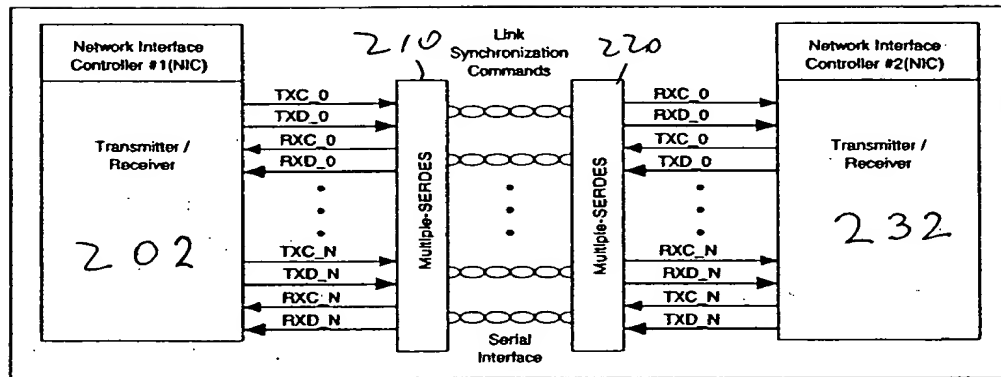 Network Interface
Controller #1(NIC)
Transmitter /
Receiver
202
TXC_0
TXD_0
RXC_0
RXD_0
TXC_N
TXD_N
RXC_N
RXD_N
210
Multiple-SERDES
Link
Synchronization
Commands
Serial
Interface
220
Multiple-SERDES
RXC_0
RXD_0
TXC_0
TXD_0
RXC_N
RXD_N
TXC_N
TXD_N
Network Interface
Controller #2(NIC)
Transmitter /
Receiver
232